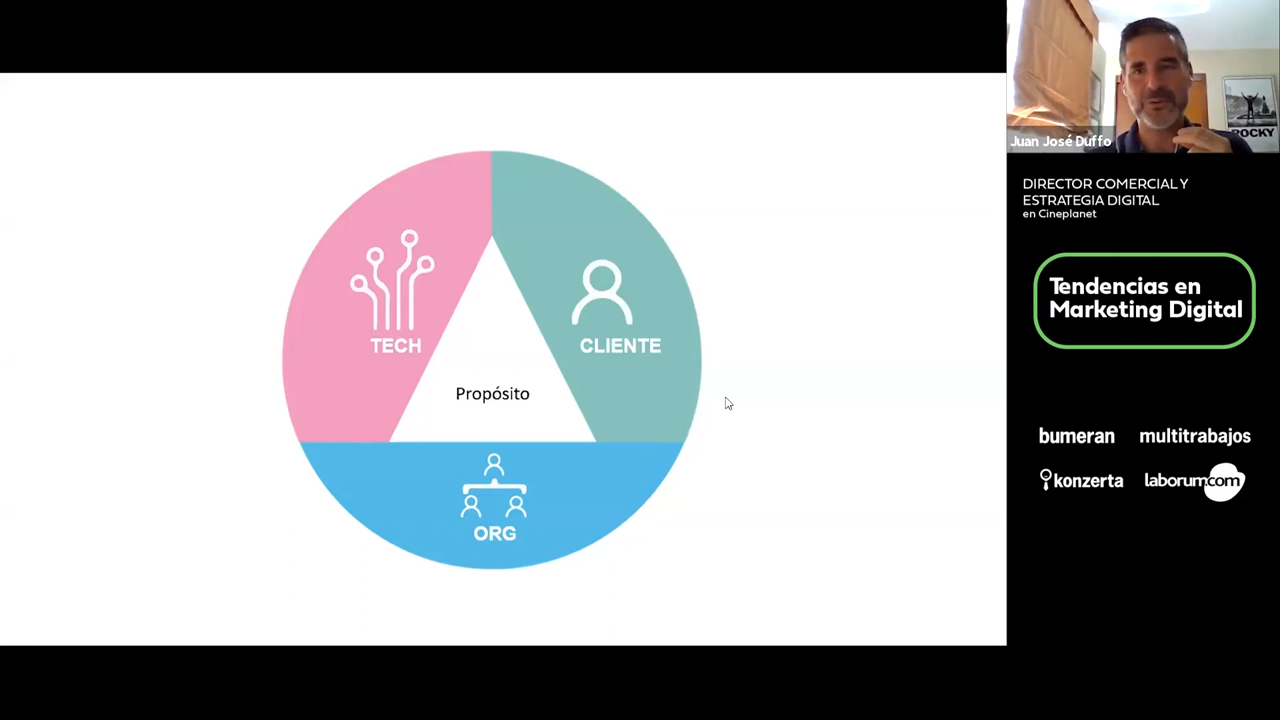 TECH
CLIENTE
Propósito
ORG
ROCKY
Juan José Duffo
DIRECTOR COMERCIAL Y
ESTRATEGIA DIGITAL
en Cineplanet
Tendencias en
Marketing Digital
bumeran
multitrabajos
konzerta
laborum.com